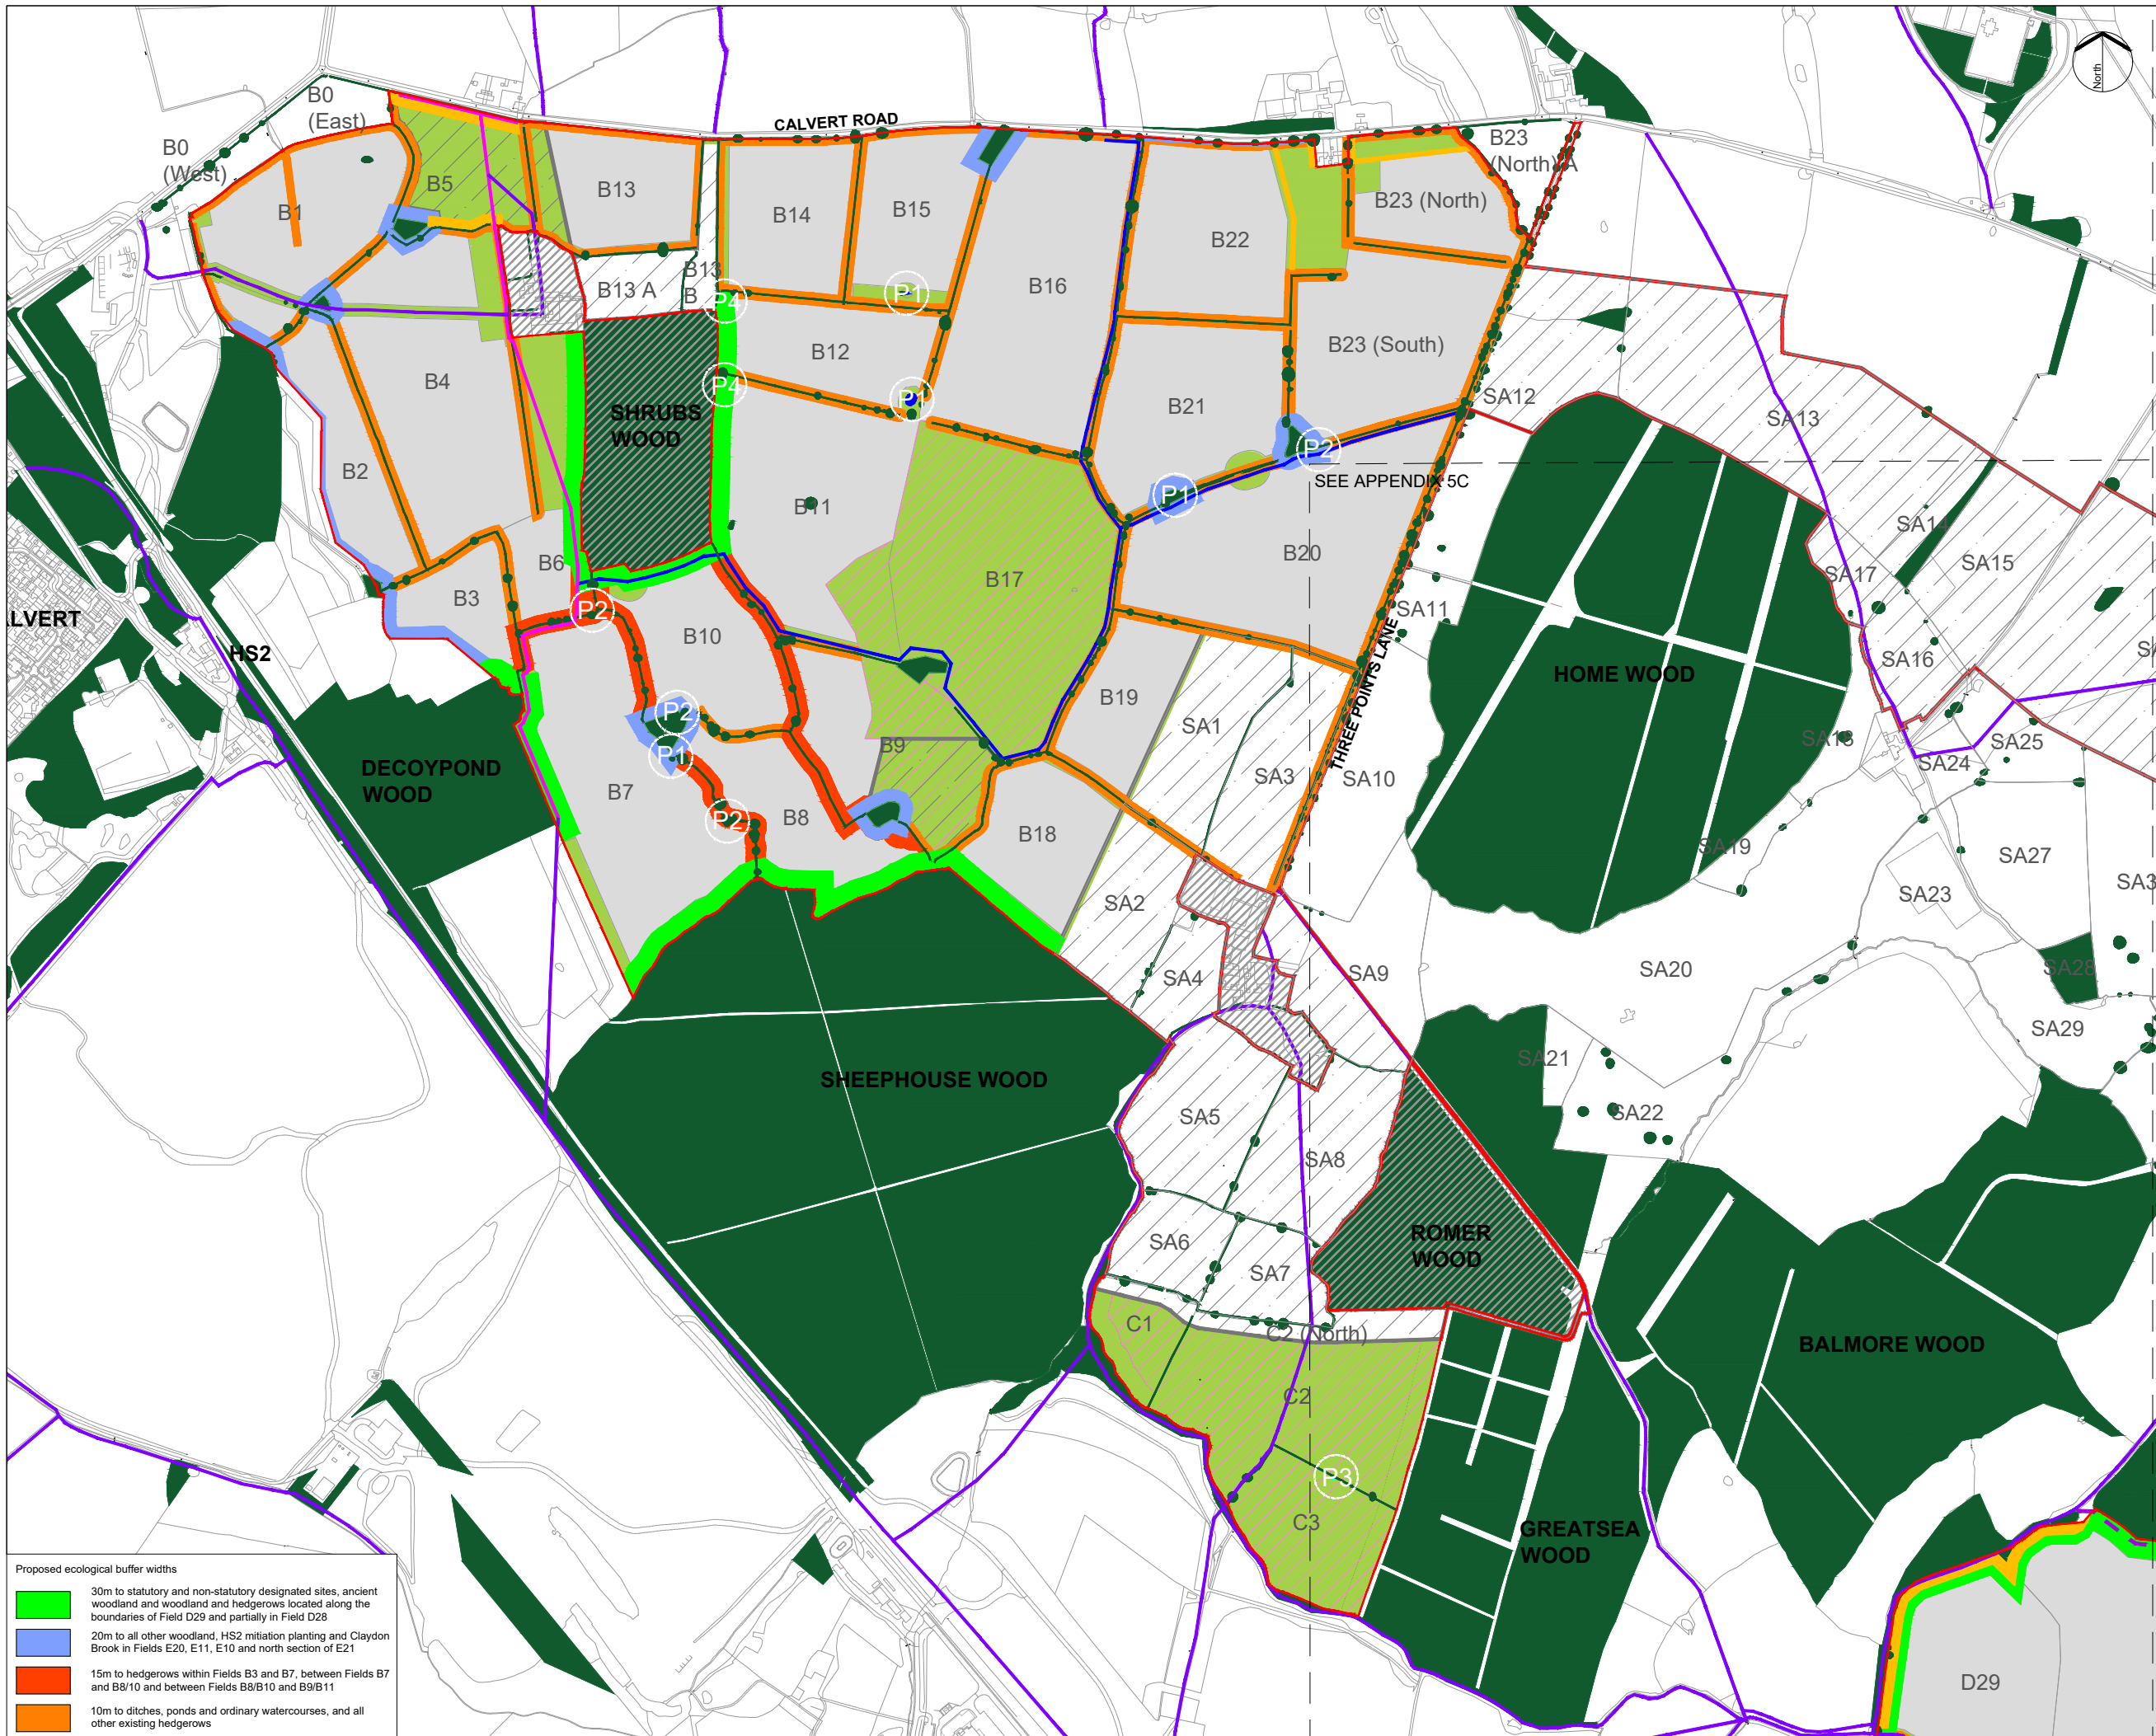 North
CALVERT ROAD
B0
(East)
B0
(West)
B1
B5
B13
B14
B15
B16
B22
B23 (North)
B23
(North) A
B13 A
B13
B
P4
P1
B12
B23 (South)
B4
P4
P1
B21
SHRUBS
WOOD
SA12
SA13
B2
B11
P1
P2
SEE APPENDIX 5C
B20
SA15
B6
B17
SA17
B3
P2
B10
SA11
SA16
LVERT
HS2
THREE POINTS LANE
HOME WOOD
B19
SA1
P2
P1
B9
SA3
SA10
SA18
SA25
SA24
DECOYPOND
WOOD
B7
P2
B8
B18
SA19
SA27
SA3
SA2
SA23
SA4
SA9
SA20
SA28
SA29
SHEEPHOUSE WOOD
SA21
SA5
SA22
SA8
SA6
SA7
ROMER
WOOD
C1
C2 (North)
BALMORE WOOD
C2
P3
C3
GREATSEA
WOOD
D29
Proposed ecological buffer widths
30m to statutory and non-statutory designated sites, ancient
woodland and woodland and hedgerows located along the
boundaries of Field D29 and partially in Field D28
20m to all other woodland, HS2 mitiation planting and Claydon
Brook in Fields E20, E11, E10 and north section of E21
15m to hedgerows within Fields B3 and B7, between Fields B7
and B8/10 and between Fields B8/B10 and B9/B11
10m to ditches, ponds and ordinary watercourses, and all
other existing hedgerows